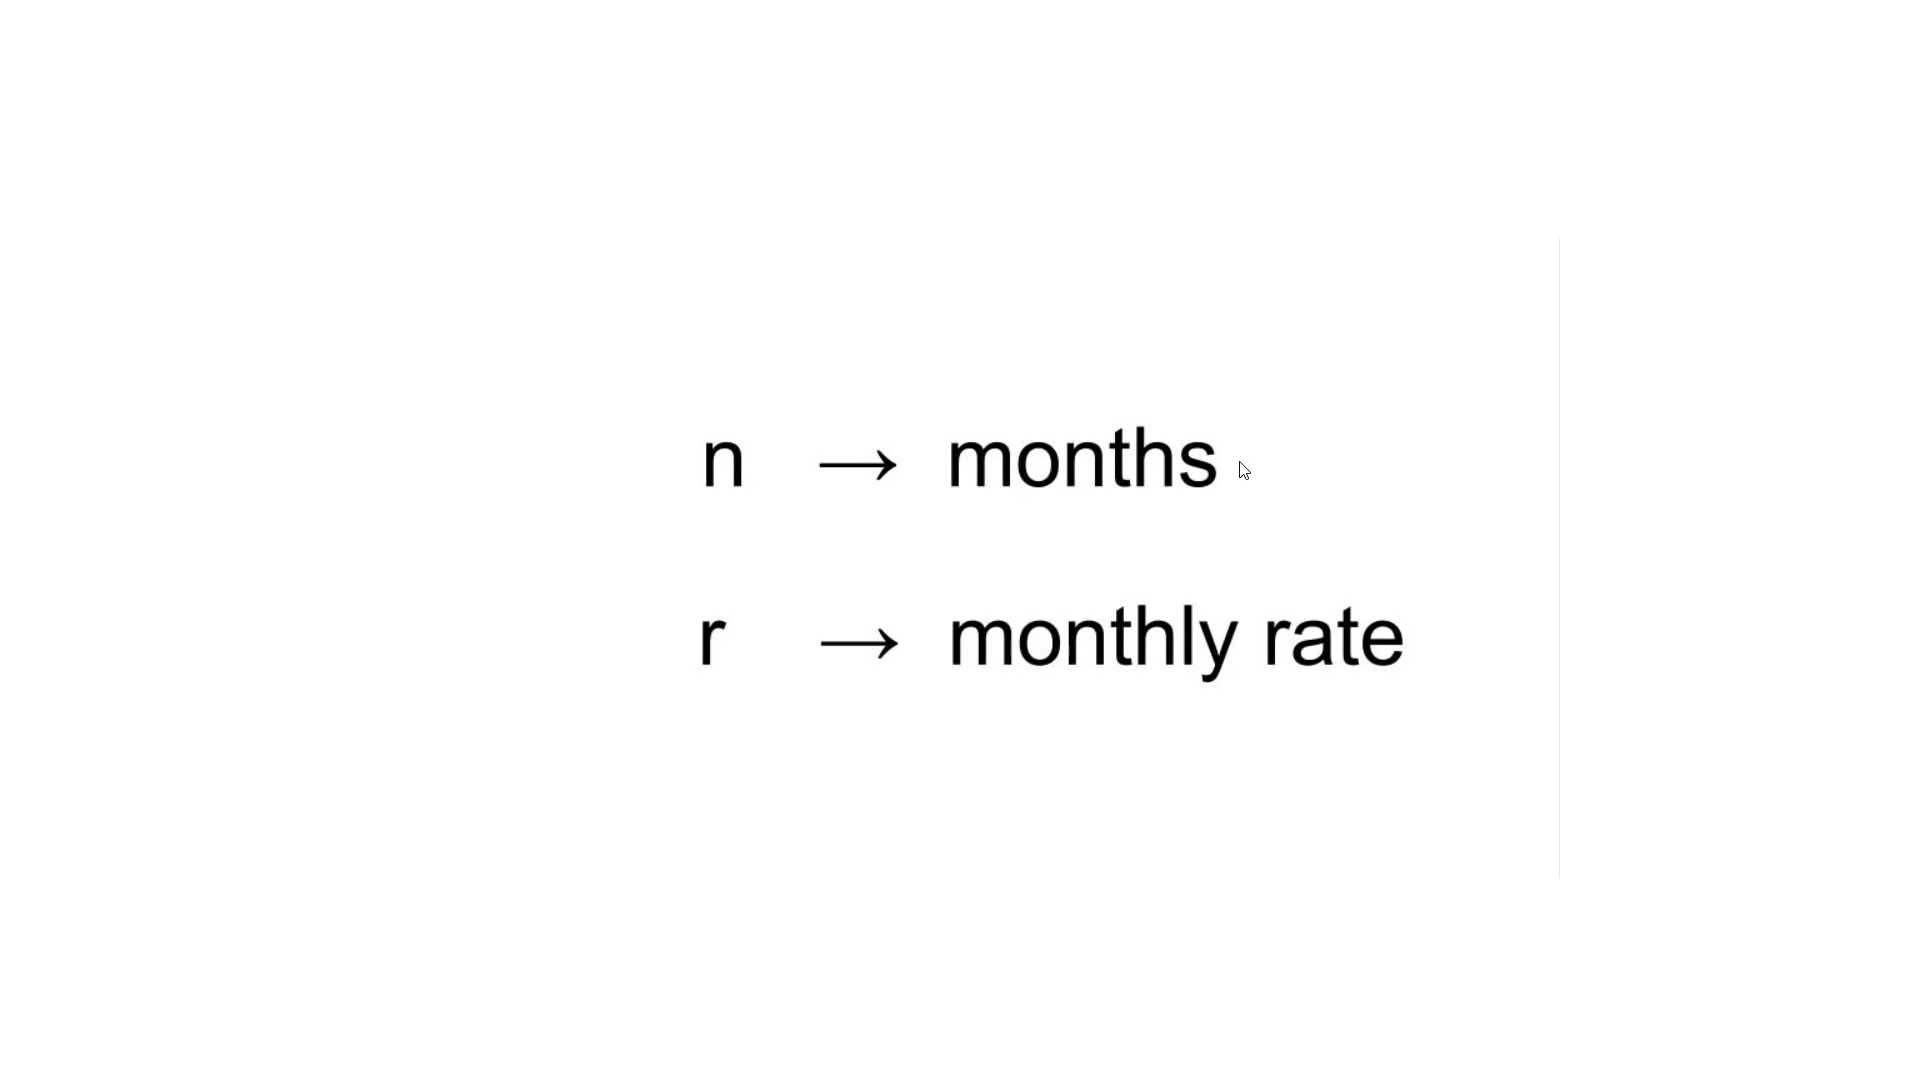 n → months
r → monthly rate